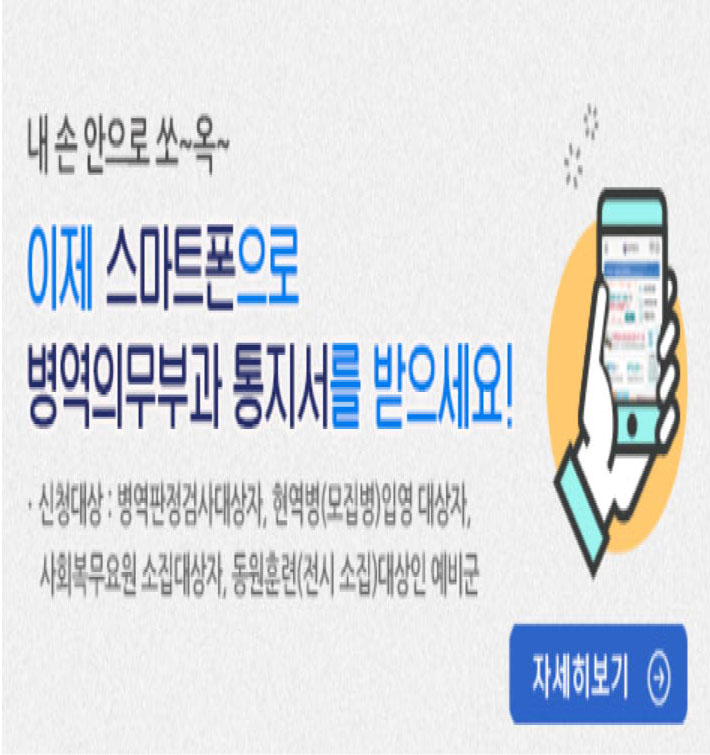 내 손 안으로 쏘~옥~
이제 스마트폰으로
병역의무부과 통지서를 받으세요!
· 신청대상 : 병역판정검사대상자, 현역병(모집병)입영 대상자,
사회복무요원 소집대상자, 동원훈련(전시 소집)대상인 예비군
자세히보기